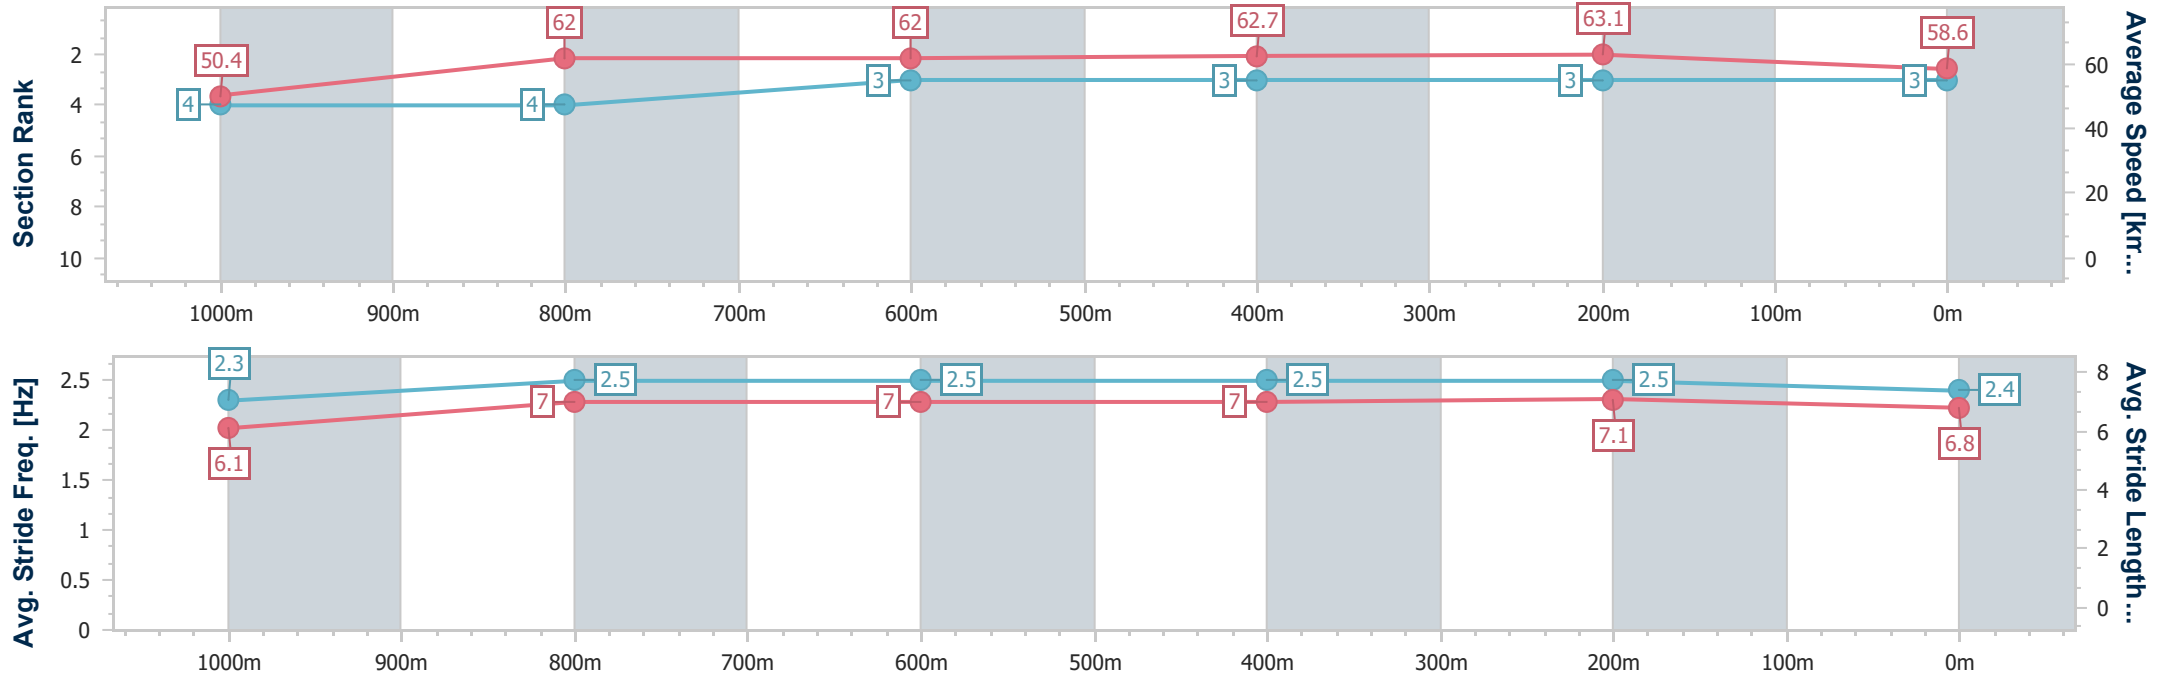 Section Rank
2
4
6
8
10
50.4
62
62
62.7
63.1
58.6
4
4
3
3
3
3
60
40
20
0
Average Speed [km...
1000m
900m
800m
700m
600m
500m
400m
300m
200m
100m
0m
Avg. Stride Freq. [Hz]
2.5
2
1.5
1
0.5
0
2.3
2.5
2.5
2.5
2.5
2.4
6.1
7
7
7
7.1
6.8
8
6
4
2
0
Avg. Stride Length...
1000m
900m
800m
700m
600m
500m
400m
300m
200m
100m
0m